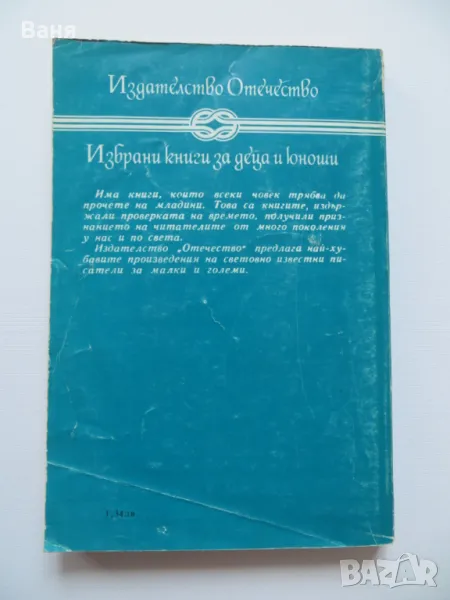 Ваня
Издателство Отечество
Избрани книги за деца и юноши
Има книги, които всеки човек трябва да
прочете на младини. Това са книгите, издър-
жали проверката на времето, получили приз-
нанието на читателите от много поколения
у нас и по света.
Издателство „Отечество“ предлага най-ху-
бавите произведения на световно известни пи-
сатели за малки и големи.
bazar